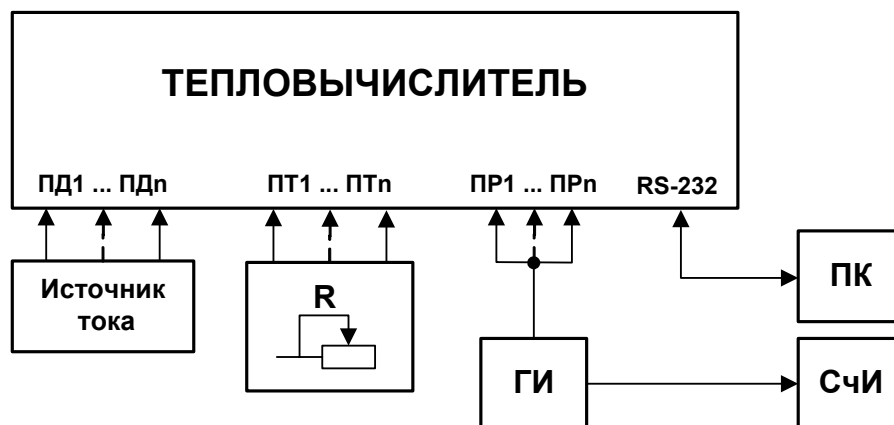 ТЕПЛОВЫЧИСЛИТЕЛЬ
ПД1 ... ПДn ПТ1 ... ПТn ПР1 ... ПРn RS-232
Источник
тока
R
ПК
ГИ
СчИ